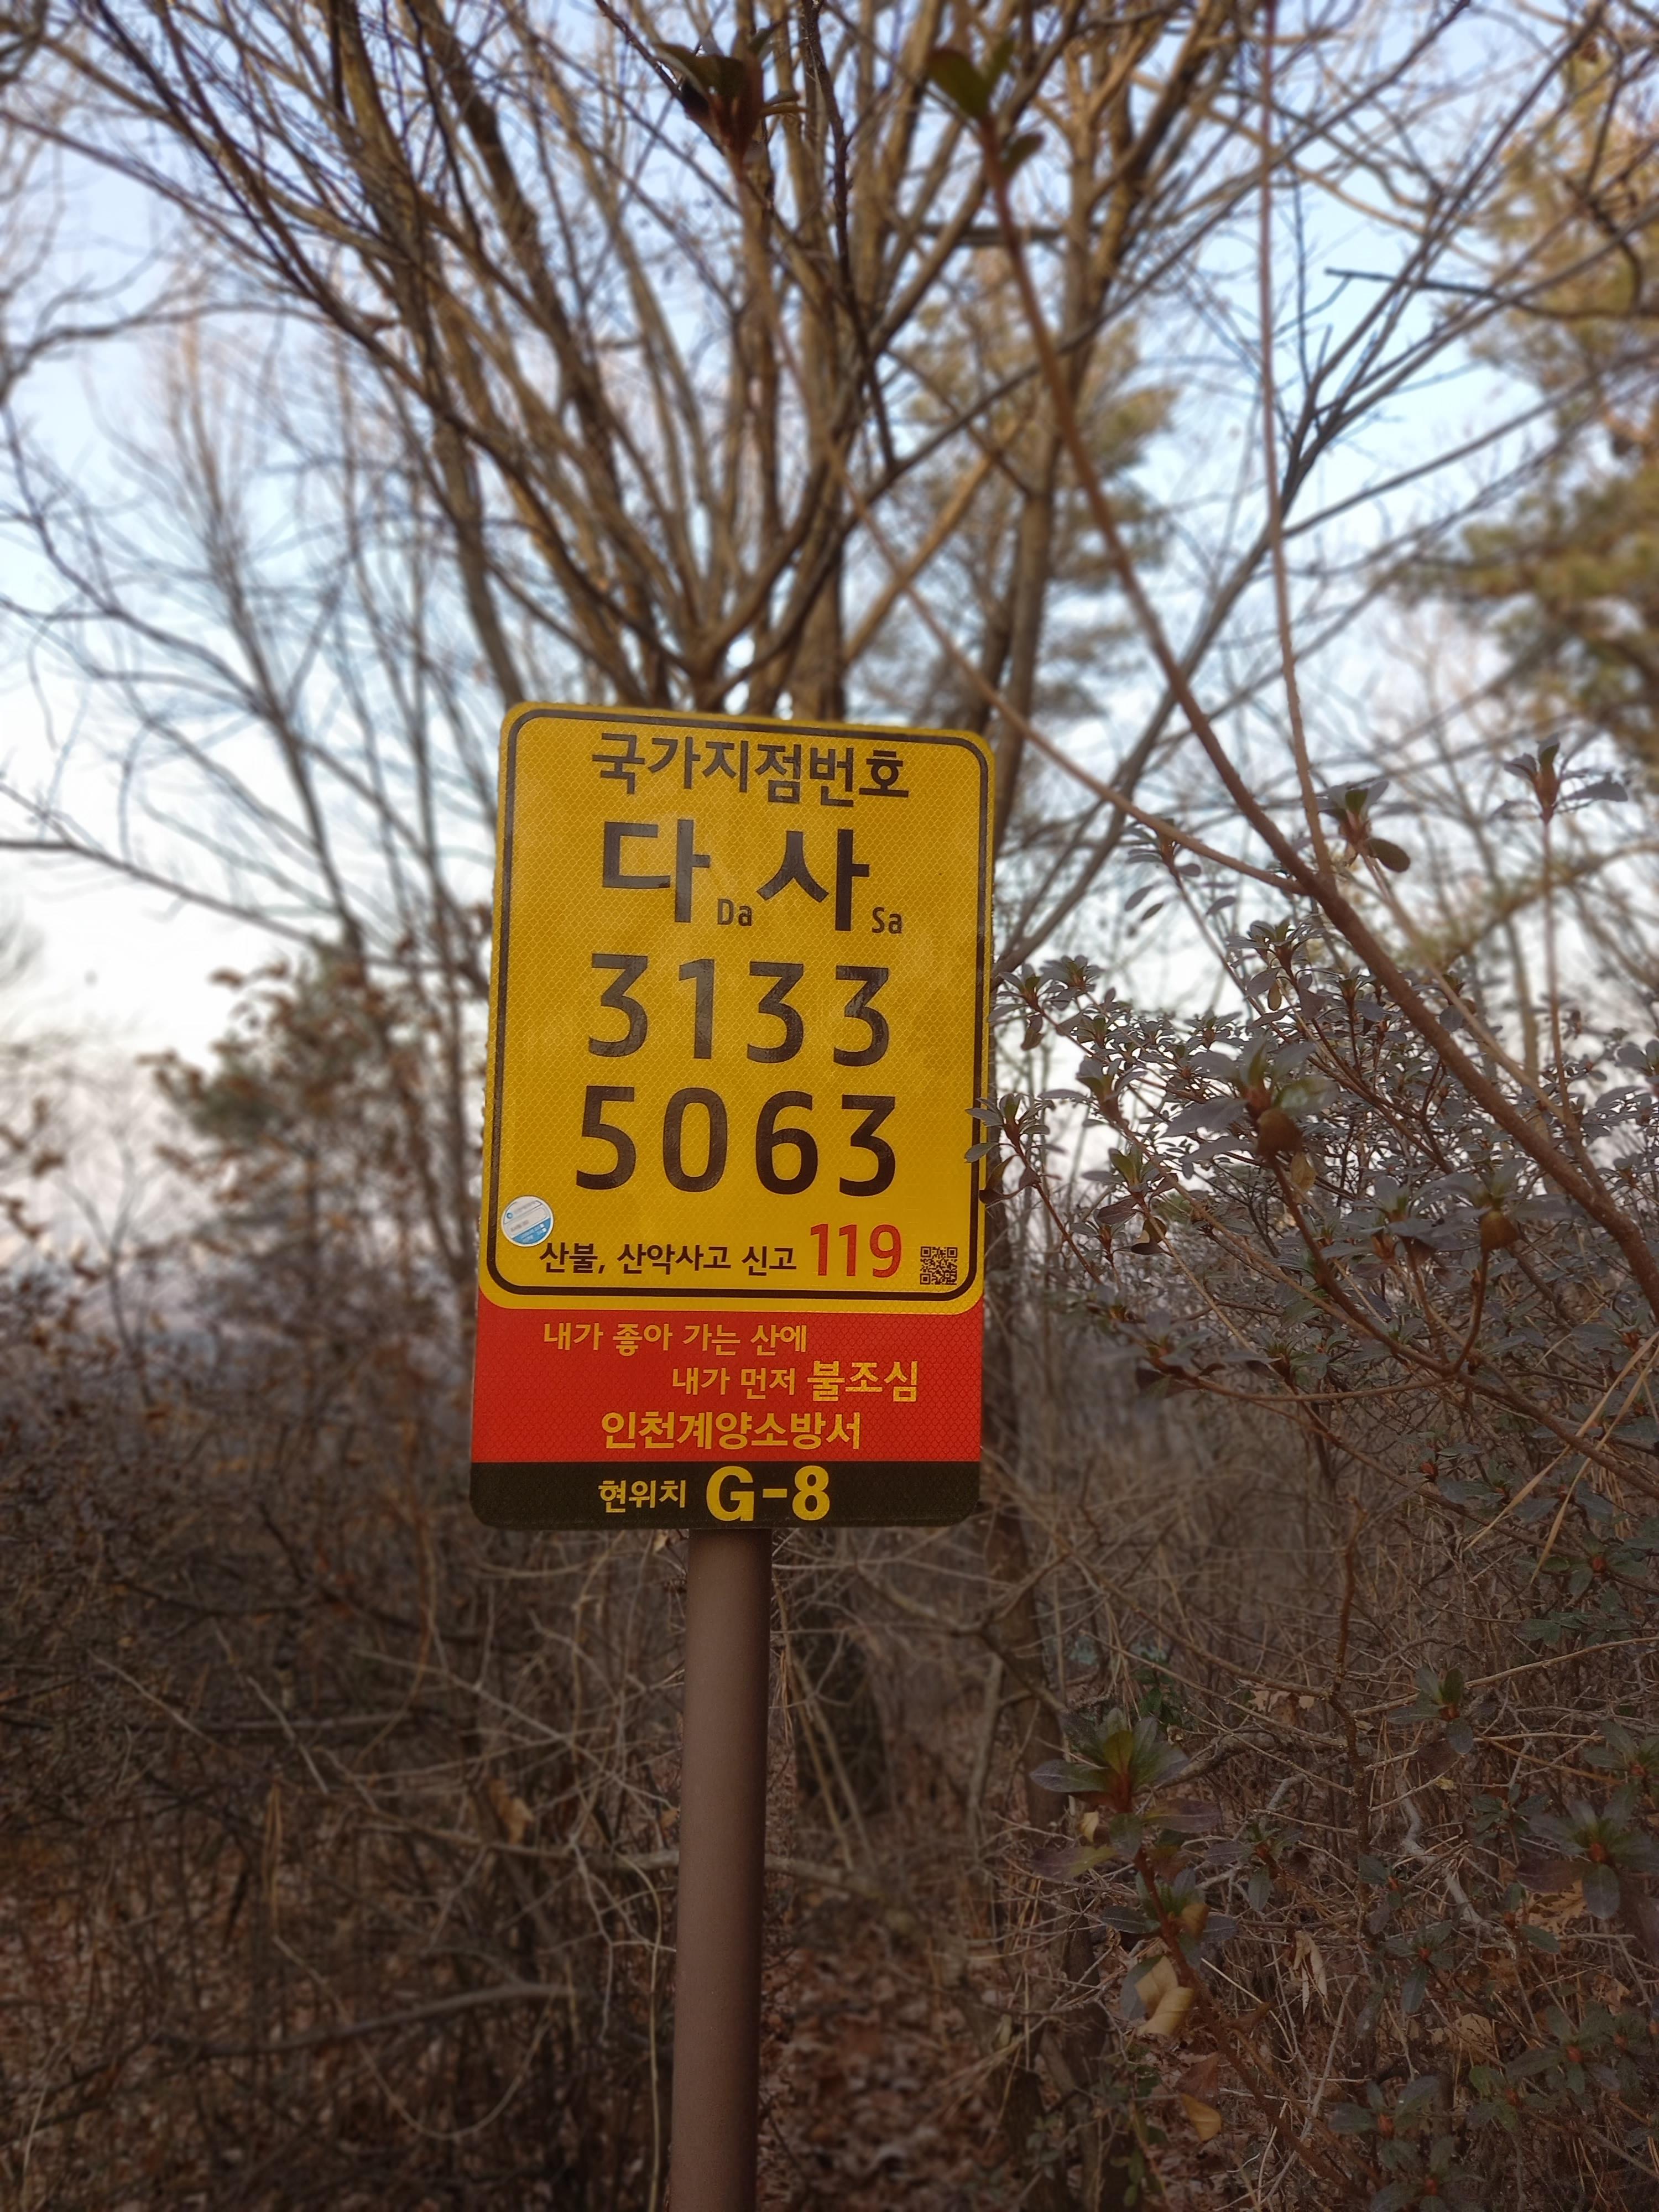 국가지점번호
다Da 사Sa
3133
5063
산불, 산악사고 신고 119
내가 좋아 가는 산에
내가 먼저 불조심
인천계양소방서
현위치 G-8